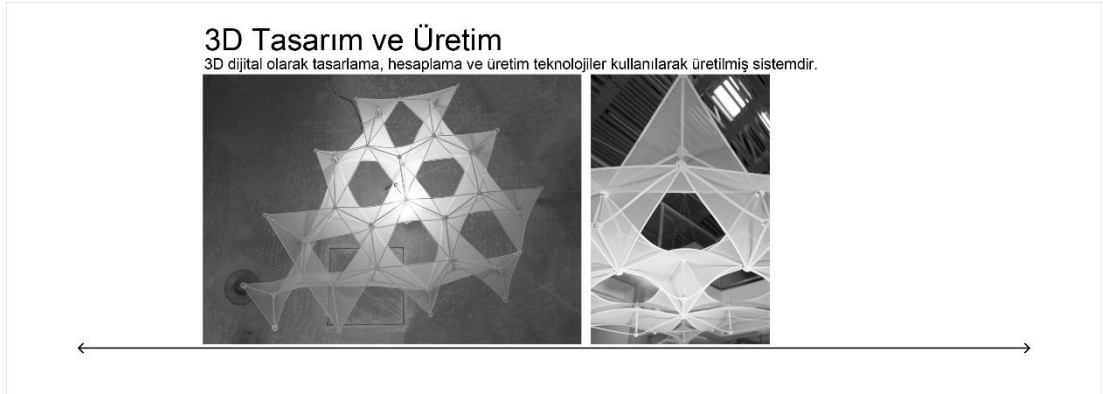 3D Tasarım ve Üretim
3D dijital olarak tasarlama, hesaplama ve üretim teknolojiler kullanılarak üretilmiş sistemdir.